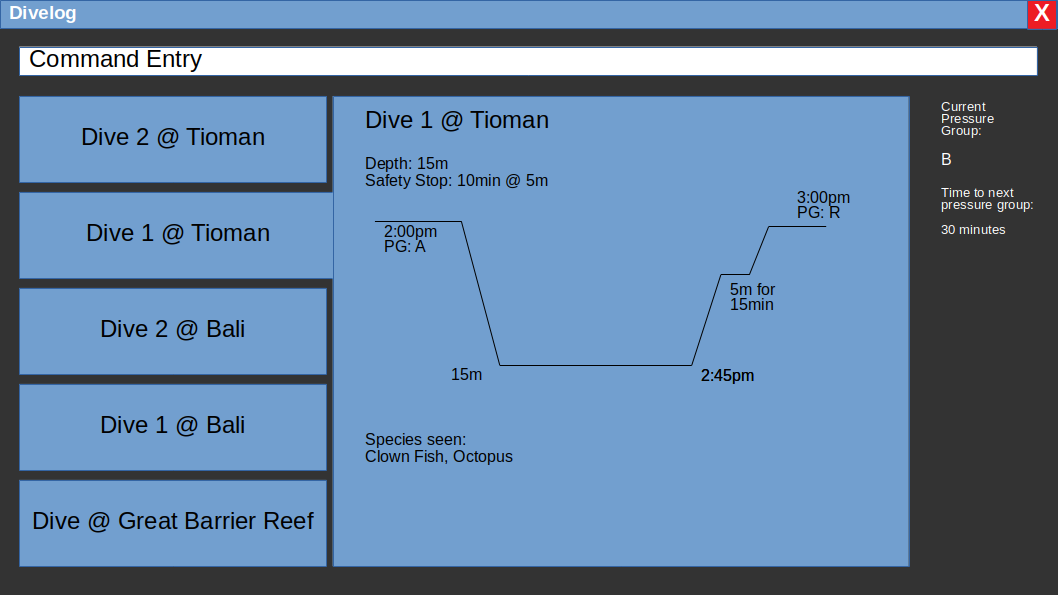 Divelog
X
Command Entry
Dive 2 @ Tioman
Dive 1 @ Tioman
Dive 2 @ Bali
Dive 1 @ Bali
Dive @ Great Barrier Reef
Dive 1 @ Tioman
Depth: 15m
Safety Stop: 10min @ 5m
2:00pm
PG: A
15m
2:45pm
5m for
15min
3:00pm
PG: R
Species seen:
Clown Fish, Octopus
Current
Pressure
Group:
B
Time to next
pressure group:
30 minutes